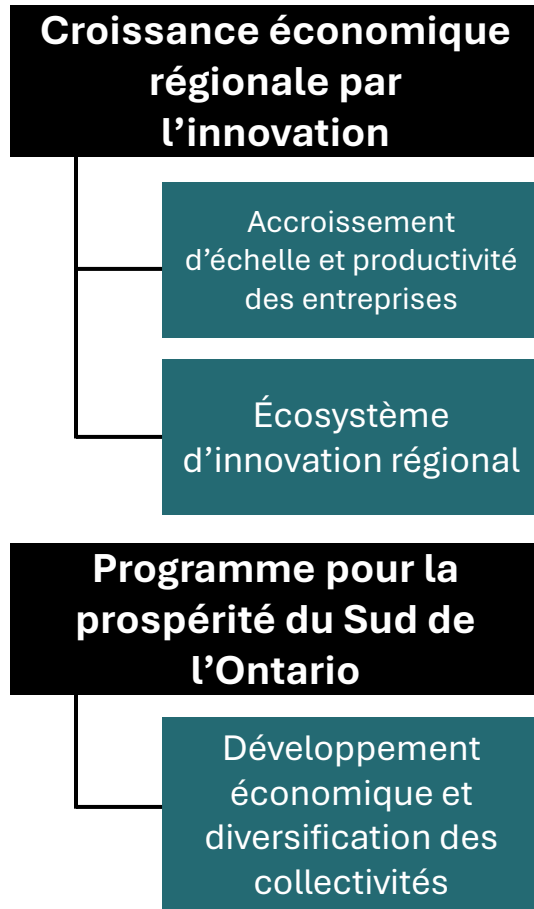 Croissance économique
régionale par
l’innovation
Accroissement
d’échelle et productivité
des entreprises
Écosystème
d’innovation régional
Programme pour la
prospérité du Sud de
l’Ontario
Développement
économique et
diversification des
collectivités